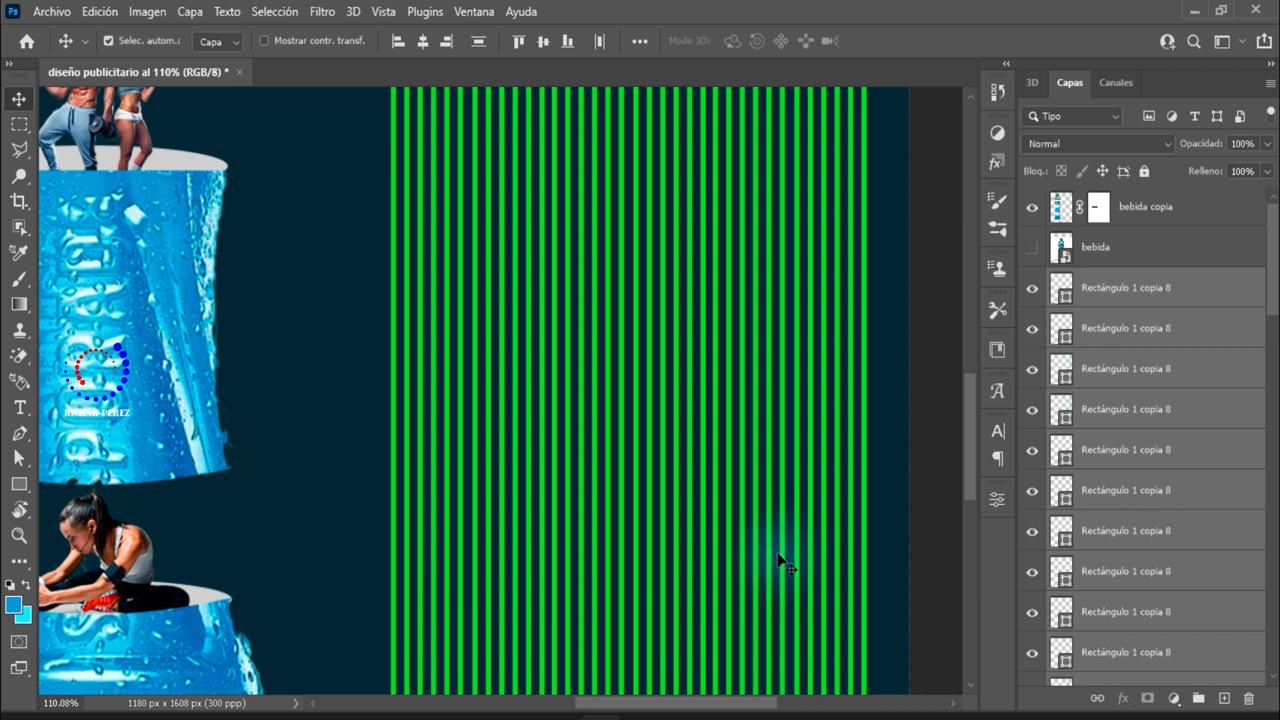 Ps Archivo Edición Imagen Capa Texto Selección Filtro 3D Vista Plugins Ventana Ayuda
Selec. autom.: Capa Mostrar contr. transf. Modo 3D:
diseño publicitario al 110% (RGB/8) *
3D Capas Canales
Tipo
Normal Opacidad: 100%
Bloq.: Relleno: 100%
bebida copia
bebida
Rectángulo 1 copia 8
Rectángulo 1 copia 8
Rectángulo 1 copia 8
Rectángulo 1 copia 8
Rectángulo 1 copia 8
Rectángulo 1 copia 8
Rectángulo 1 copia 8
Rectángulo 1 copia 8
Rectángulo 1 copia 8
Rectángulo 1 copia 8
PEREZ
110.08% 1180 px x 1608 px (300 ppp)